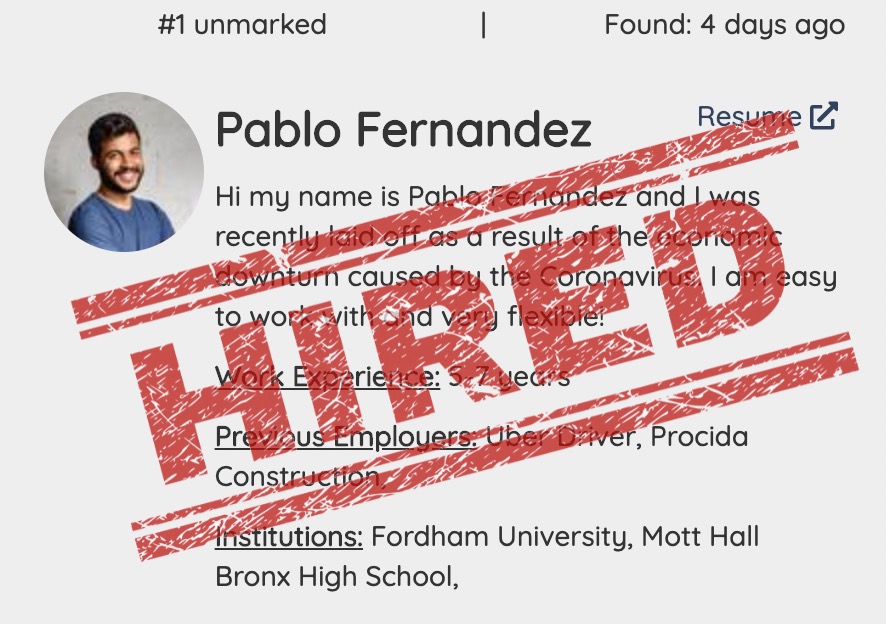 #1 unmarked | Found: 4 days ago
Pablo Fernandez
Resume
Hi my name is Pablo Fernandez and I was
recently laid off as a result of the economic
downturn caused by the Coronavirus. I am easy
to work with and very flexible!
Work Experience: 5-7 years
Previous Employers: Uber Driver, Procida
Construction,
Institutions: Fordham University, Mott Hall
Bronx High School,
HIRED